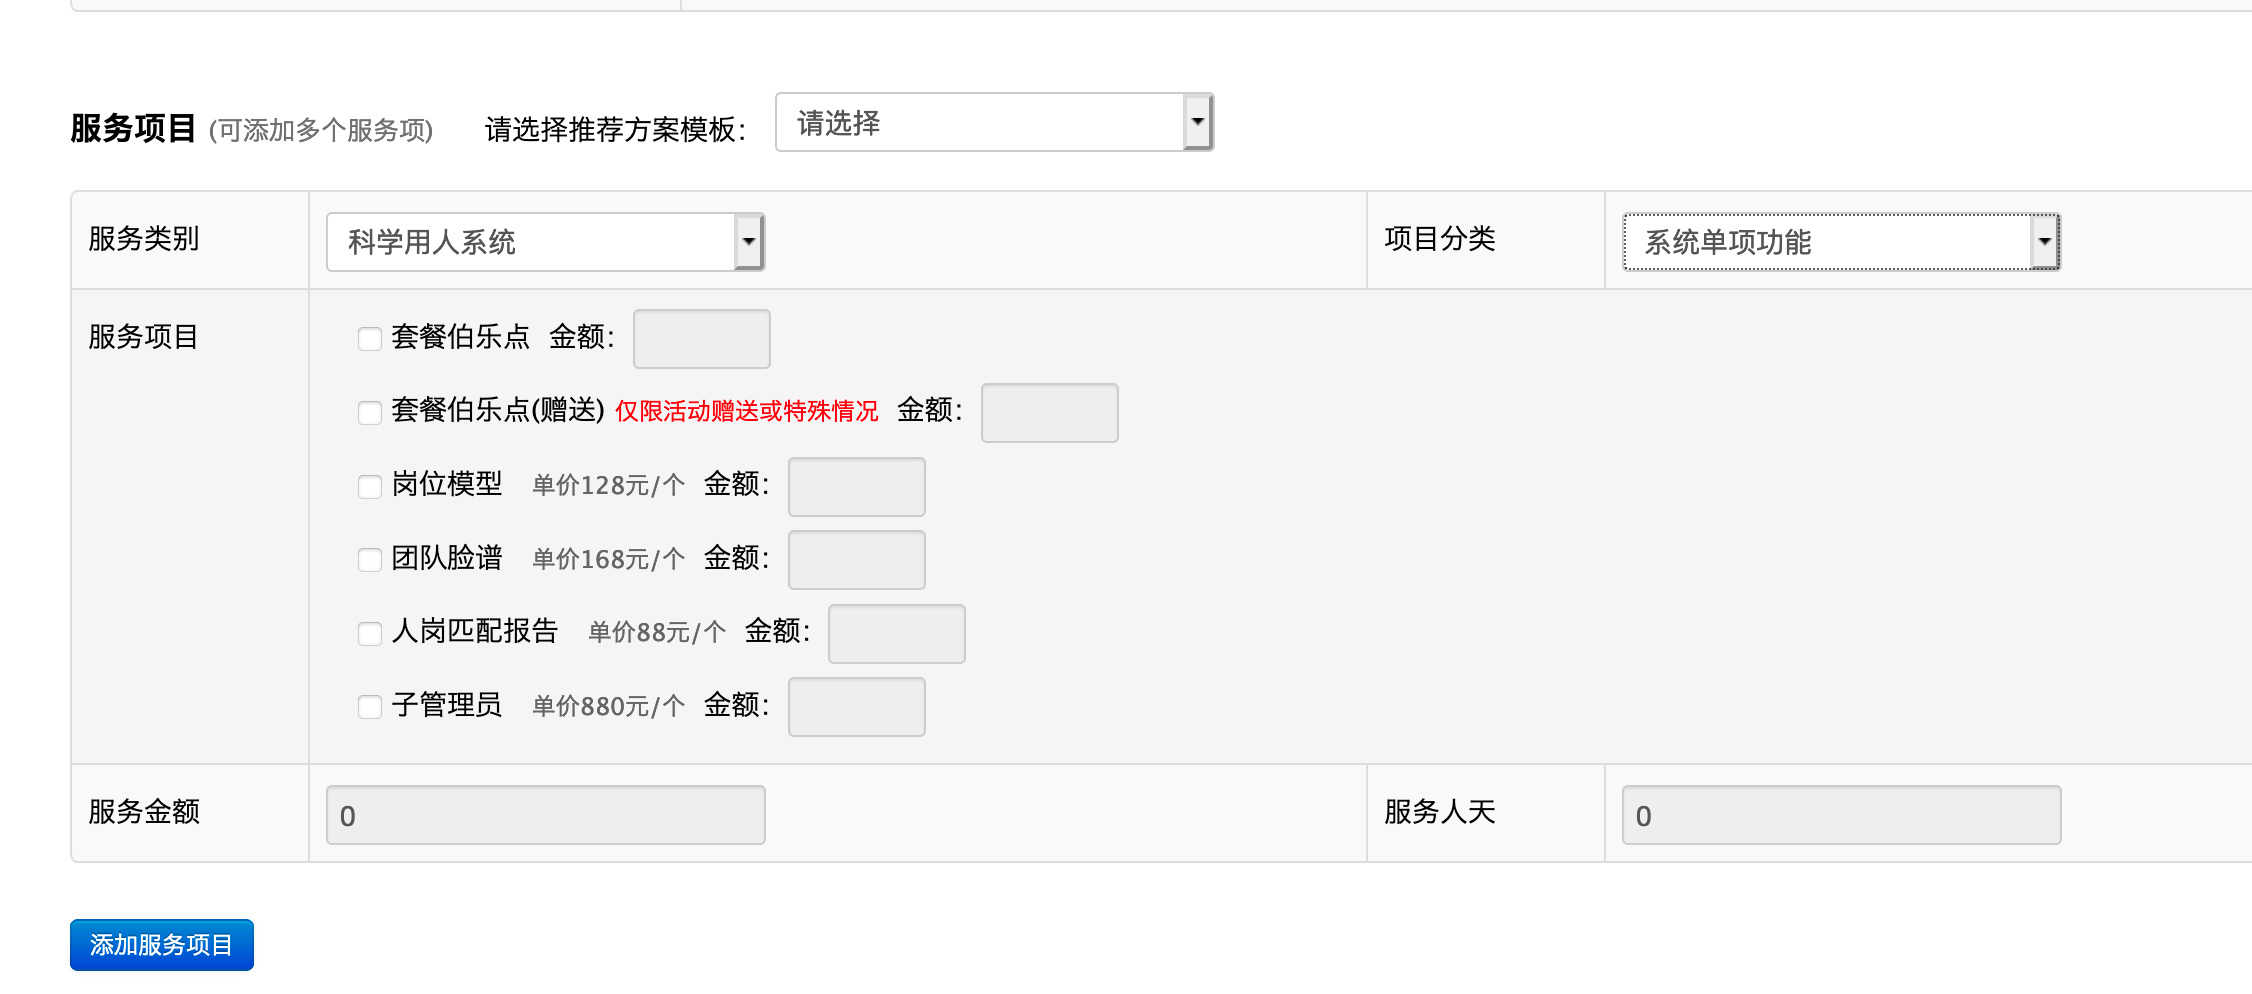 服务项目 (可添加多个服务项) 请选择推荐方案模板: 请选择
服务类别 科学用人系统 项目分类 系统单项功能
服务项目 套餐伯乐点 金额:
套餐伯乐点(赠送) 仅限活动赠送或特殊情况 金额:
岗位模型 单价128元/个 金额:
团队脸谱 单价168元/个 金额:
人岗匹配报告 单价88元/个 金额:
子管理员 单价880元/个 金额:
服务金额 0 服务人天 0
添加服务项目